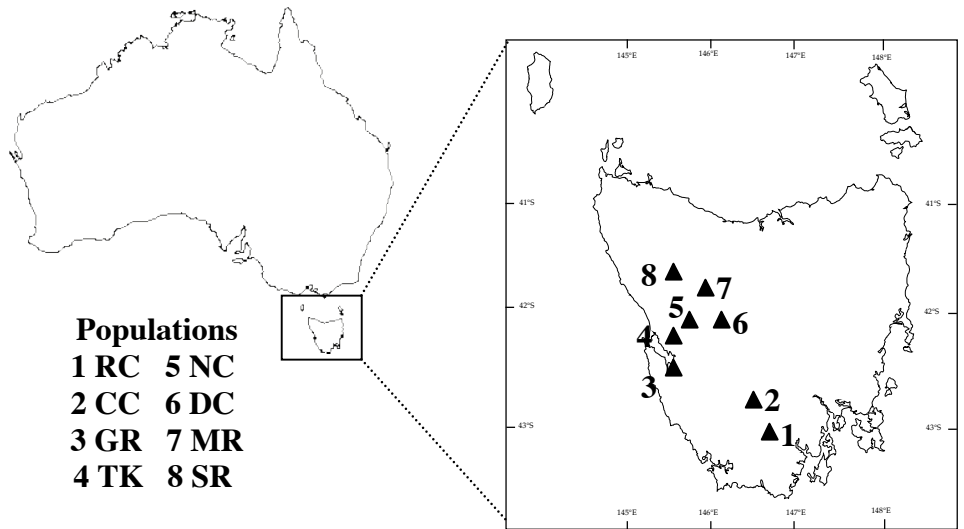 Populations
1 RC 5 NC
2 CC 6 DC
3 GR 7 MR
4 TK 8 SR
145°E 146°E 147°E 148°E
41°S 41°S
8
7
5
42°S 6 42°S
4
3
2
43°S 1 43°S
145°E 146°E 147°E 148°E